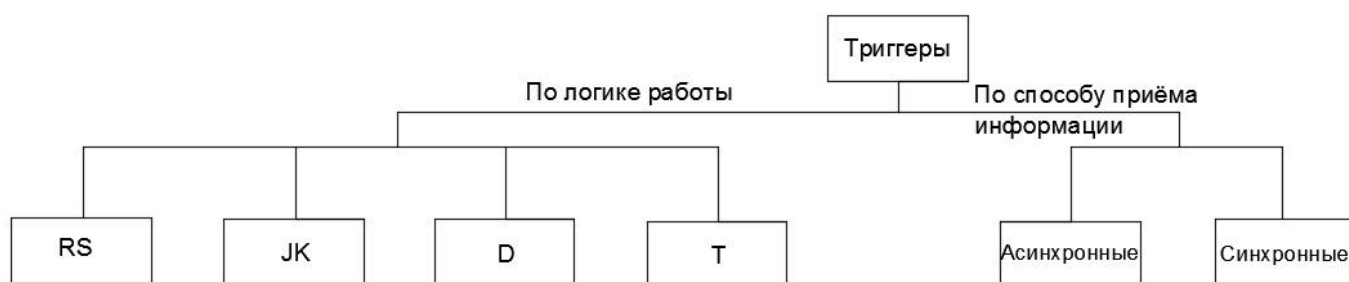 Триггеры
По логике работы
По способу приёма
информации
RS
JK
D
T
Асинхронные
Синхронные